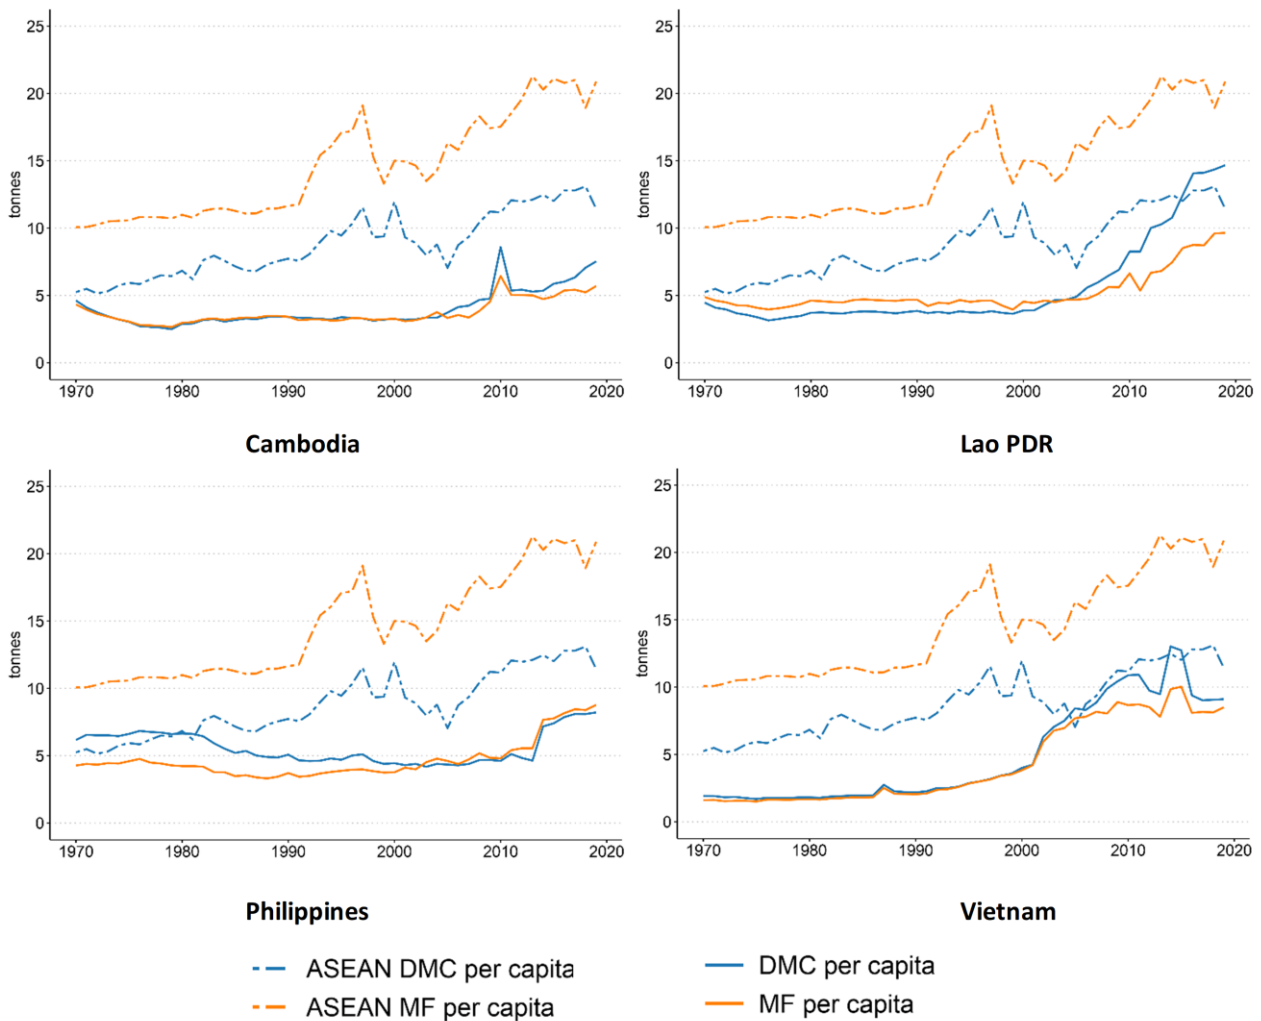 25
20
15
10
5
0
tonnes
1970 1980 1990 2000 2010 2020
Cambodia
25
20
15
10
5
0
tonnes
1970 1980 1990 2000 2010 2020
Lao PDR
25
20
15
10
5
0
tonnes
1970 1980 1990 2000 2010 2020
Philippines
25
20
15
10
5
0
tonnes
1970 1980 1990 2000 2010 2020
Vietnam
ASEAN DMC per capita
ASEAN MF per capita
DMC per capita
MF per capita